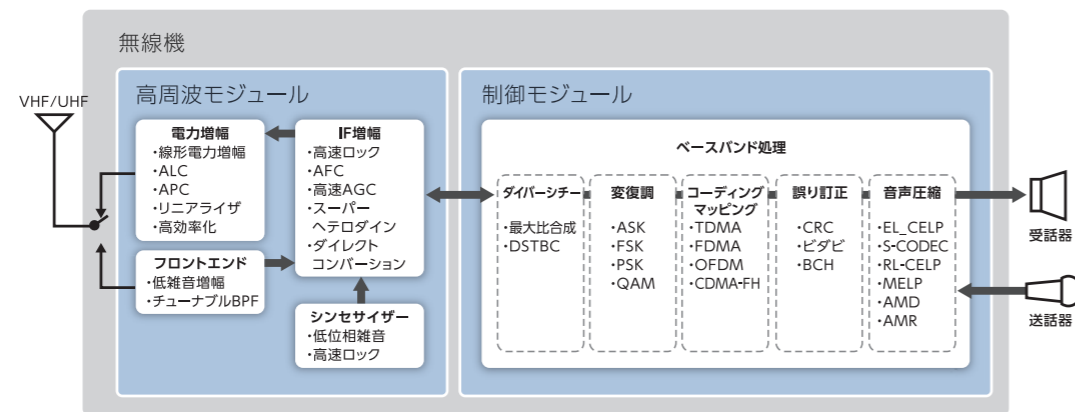 無線機
VHF/UHF
高周波モジュール
電力増幅
・線形電力増幅
・ALC
・APC
・リニアライザ
・高効率化
フロントエンド
・低雑音増幅
・チューナブルBPF
IF増幅
・高速ロック
・AFC
・高速AGC
・スーパー
ヘテロダイン
・ダイレクト
コンバーション
シンセサイザー
・低位相雑音
・高速ロック
制御モジュール
ベースバンド処理
ダイバーシチー
・最大比合成
・DSTBC
変復調
・ASK
・FSK
・PSK
・QAM
コーディング
マッピング
・TDMA
・FDMA
・OFDM
・CDMA-FH
誤り訂正
・CRC
・ビダビ
・BCH
音声圧縮
・EL_CELP
・S-CODEC
・RL-CELP
・MELP
・AMD
・AMR
受話器
送話器